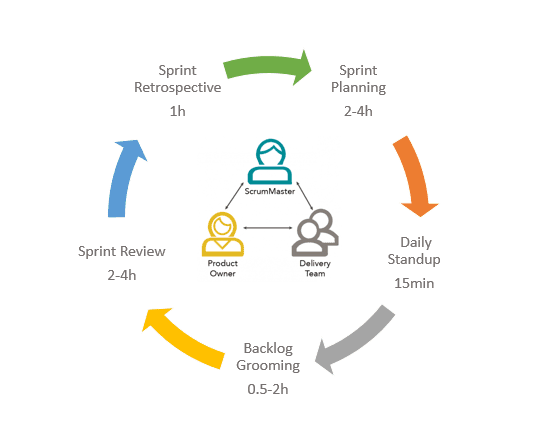 Sprint
Retrospective
1h
Sprint
Planning
2-4h
ScrumMaster
Product
Owner
Delivery
Team
Daily
Standup
15min
Sprint Review
2-4h
Backlog
Grooming
0.5-2h